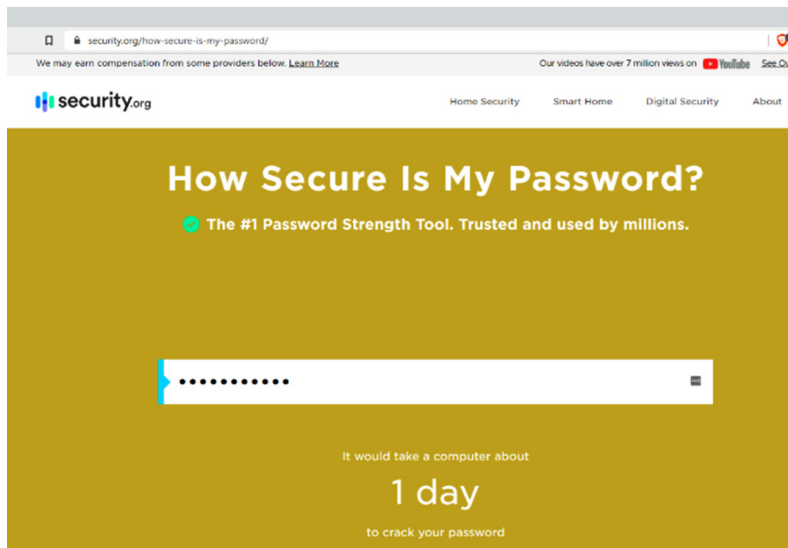 security.org/how-secure-is-my-password/
We may earn compensation from some providers below. Learn More
Our videos have over 7 million views on YouTube See
security.org
Home Security Smart Home Digital Security About
How Secure Is My Password?
The #1 Password Strength Tool. Trusted and used by millions.
•••••••••••
It would take a computer about
1 day
to crack your password